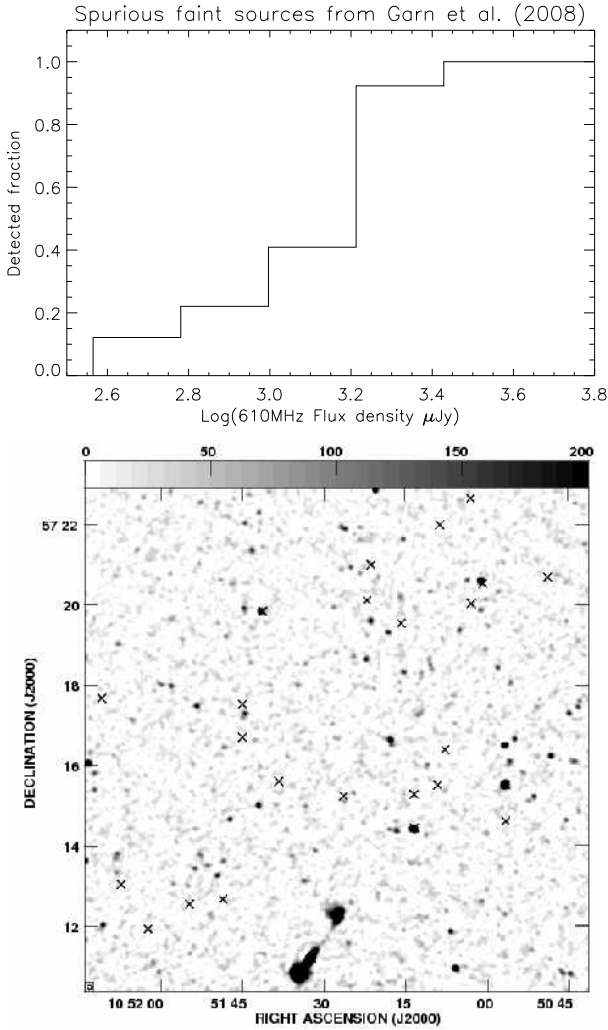 Spurious faint sources from Garn et al. (2008)
1.0
0.8
0.6
0.4
0.2
0.0
Detected fraction
2.6 2.8 3.0 3.2 3.4 3.6 3.8
Log(610MHz Flux density μJy)
0 50 100 150 200
57 22
20
18
16
14
12
DECLINATION (J2000)
10 52 00 51 45 30 15 00 50 45
RIGHT ASCENSION (J2000)